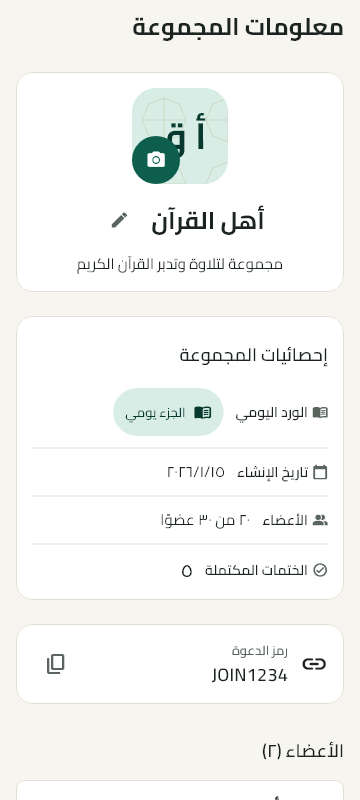 معلومات المجموعة
أ ق
أهل القرآن
مجموعة لتلاوة وتدبر القرآن الكريم
إحصائيات المجموعة
الورد اليومي الجزء يومي
تاريخ الإنشاء ٢٠٢٦/١/١٥
الأعضاء ٢٠ من ٣٠ عضوًا
الختمات المكتملة ٥
رمز الدعوة
JOIN1234
الأعضاء (٢)